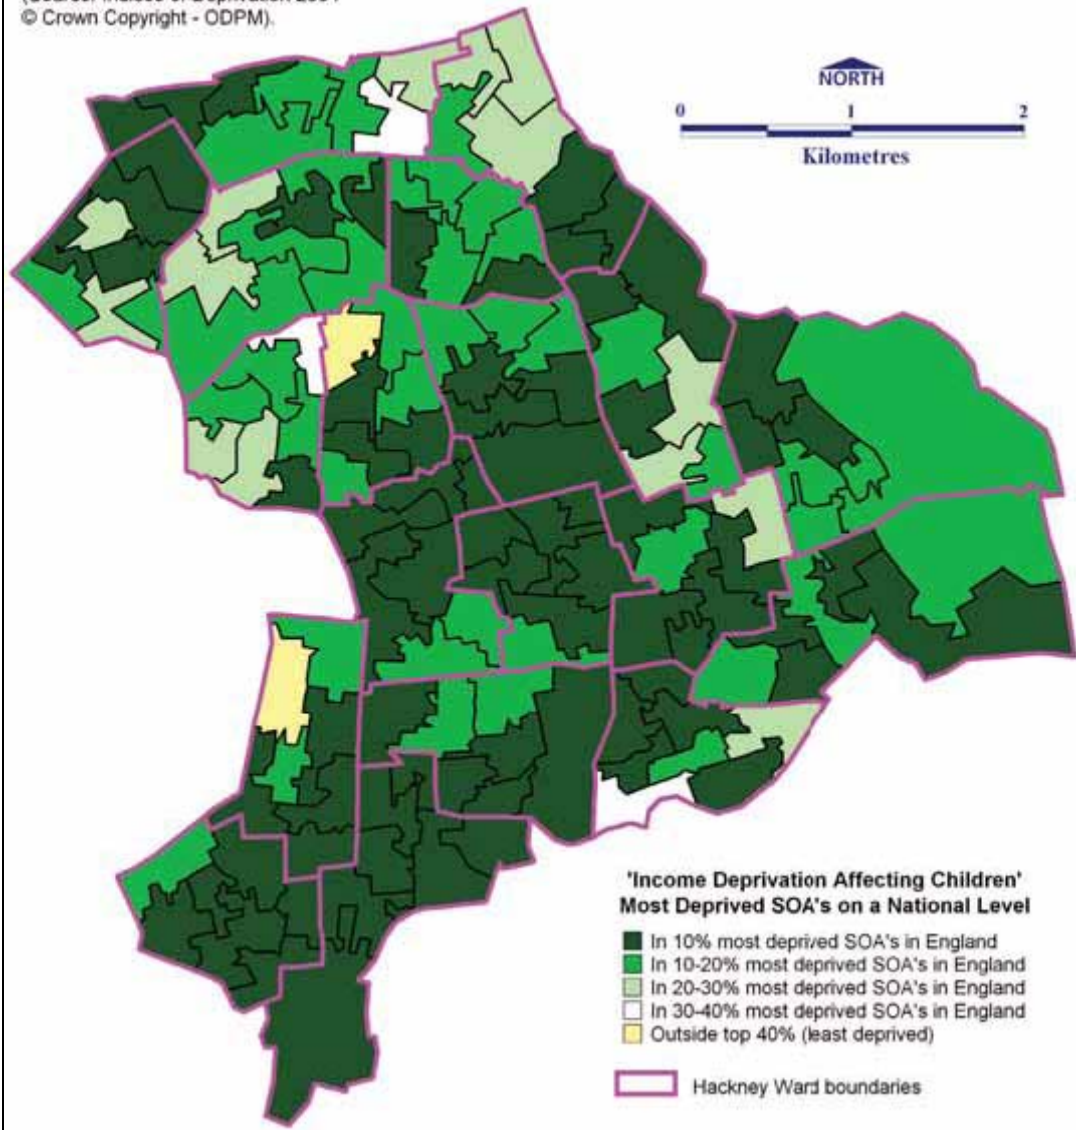 © Crown Copyright - ODPM).
NORTH
0 1 2
Kilometres
'Income Deprivation Affecting Children'
Most Deprived SOA's on a National Level
In 10% most deprived SOA's in England
In 10-20% most deprived SOA's in England
In 20-30% most deprived SOA's in England
In 30-40% most deprived SOA's in England
Outside top 40% (least deprived)
Hackney Ward boundaries